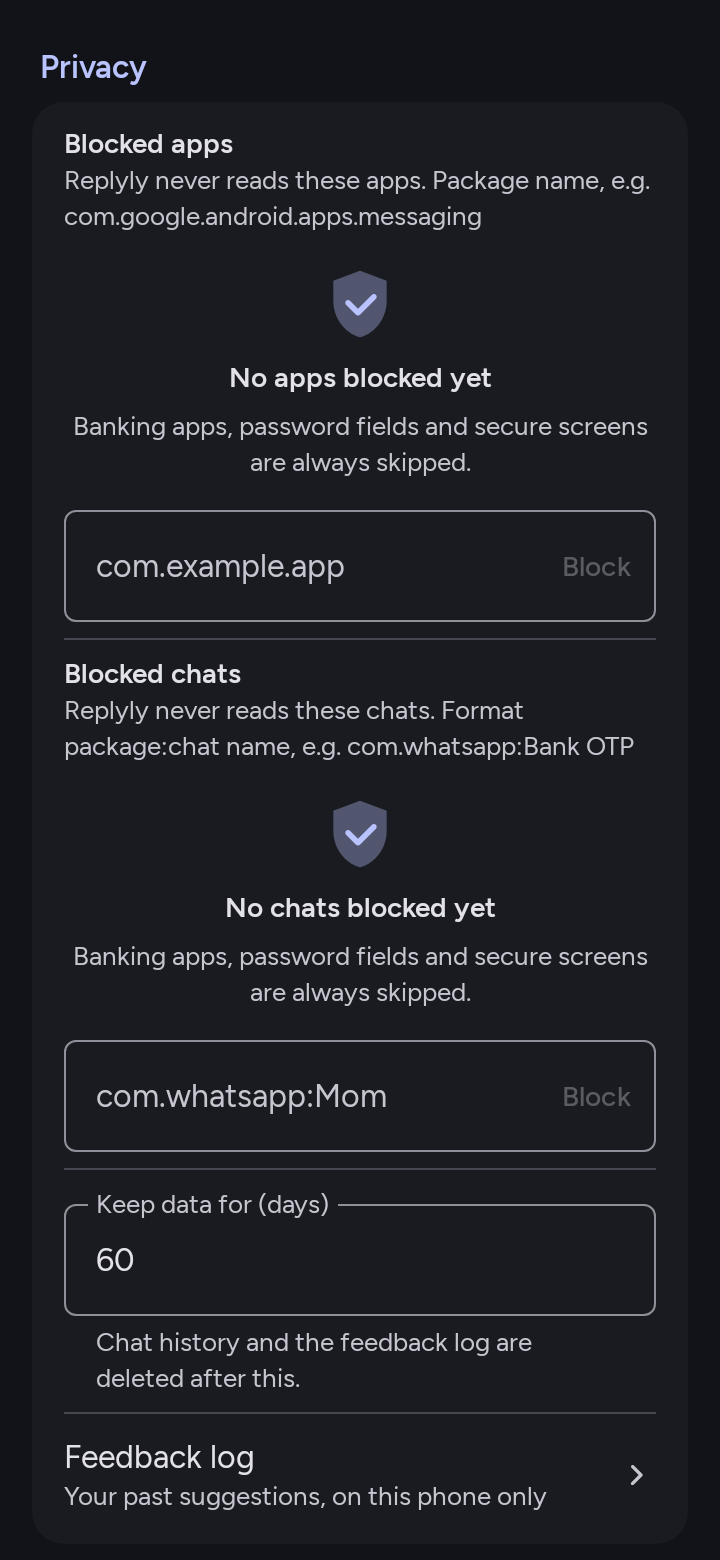 Privacy
Blocked apps
Replyly never reads these apps. Package name, e.g.
com.google.android.apps.messaging
No apps blocked yet
Banking apps, password fields and secure screens
are always skipped.
com.example.app
Block
Blocked chats
Replyly never reads these chats. Format
package:chat name, e.g. com.whatsapp:Bank OTP
No chats blocked yet
Banking apps, password fields and secure screens
are always skipped.
com.whatsapp:Mom
Block
Keep data for (days)
60
Chat history and the feedback log are
deleted after this.
Feedback log
Your past suggestions, on this phone only